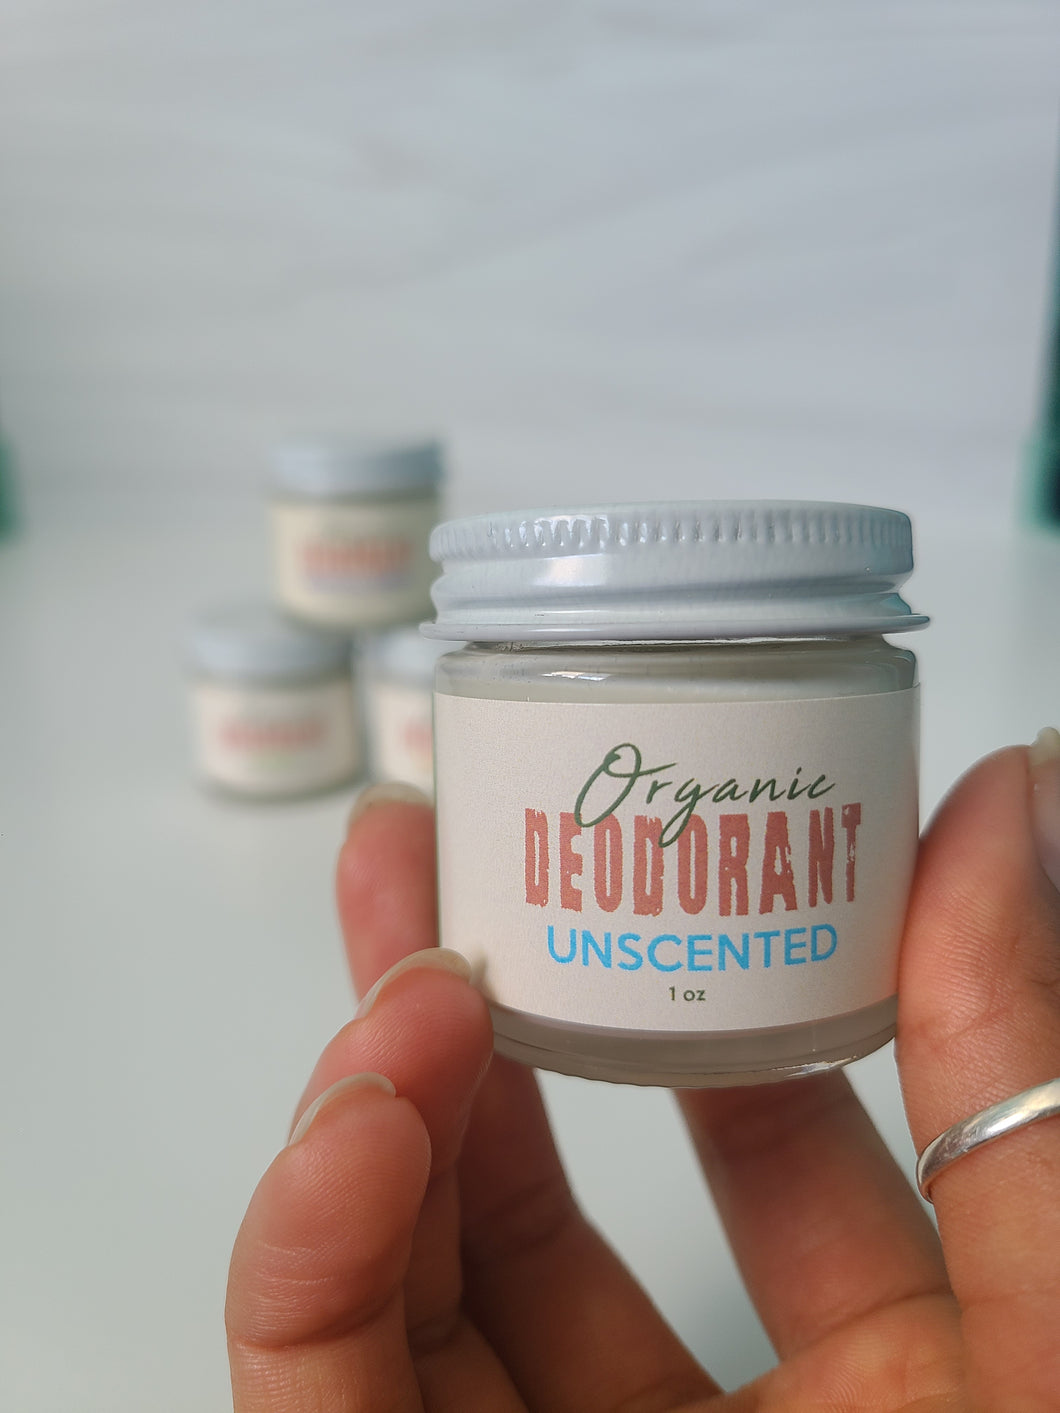 Organic
DEODORANT
UNSCENTED
1 oz